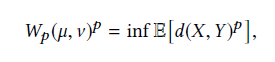 W_p(μ, ν)^p = inf 𝔼[d(X, Y)^p],